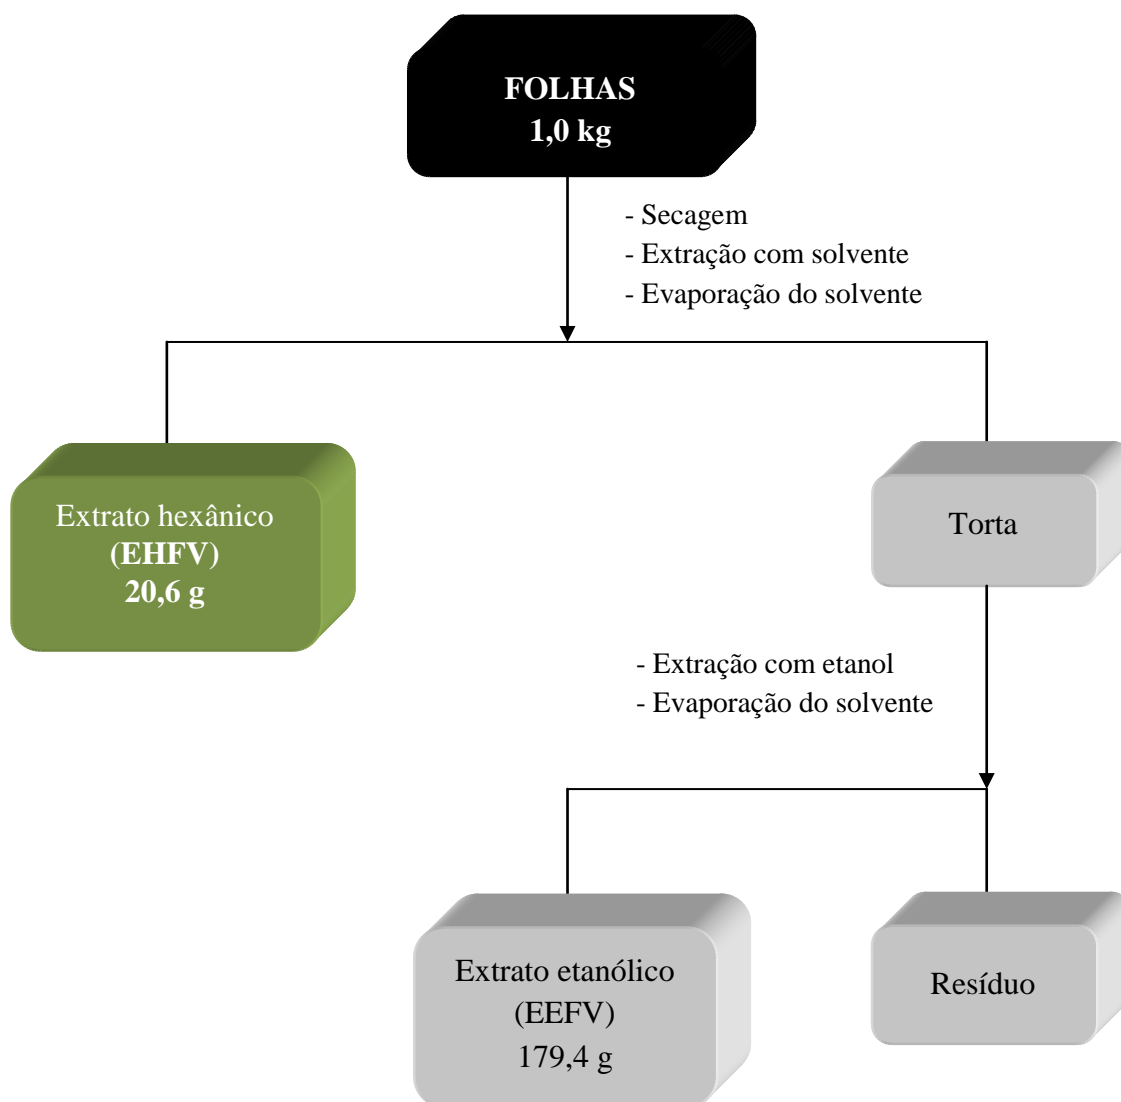 FOLHAS
1,0 kg
- Secagem
- Extração com solvente
- Evaporação do solvente
Extrato hexânico
(EHFV)
20,6 g
Torta
- Extração com etanol
- Evaporação do solvente
Extrato etanólico
(EEFV)
179,4 g
Resíduo